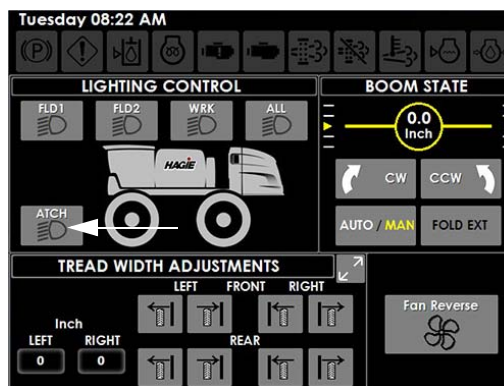 Tuesday 08:22 AM
LIGHTING CONTROL
FLD1 FLD2 WRK ALL
HAGIE
ATCH
BOOM STATE
0.0
Inch
CW CCW
AUTO / MAN FOLD EXT
TREAD WIDTH ADJUSTMENTS
LEFT FRONT RIGHT
Inch
LEFT RIGHT
0 0
REAR
Fan Reverse